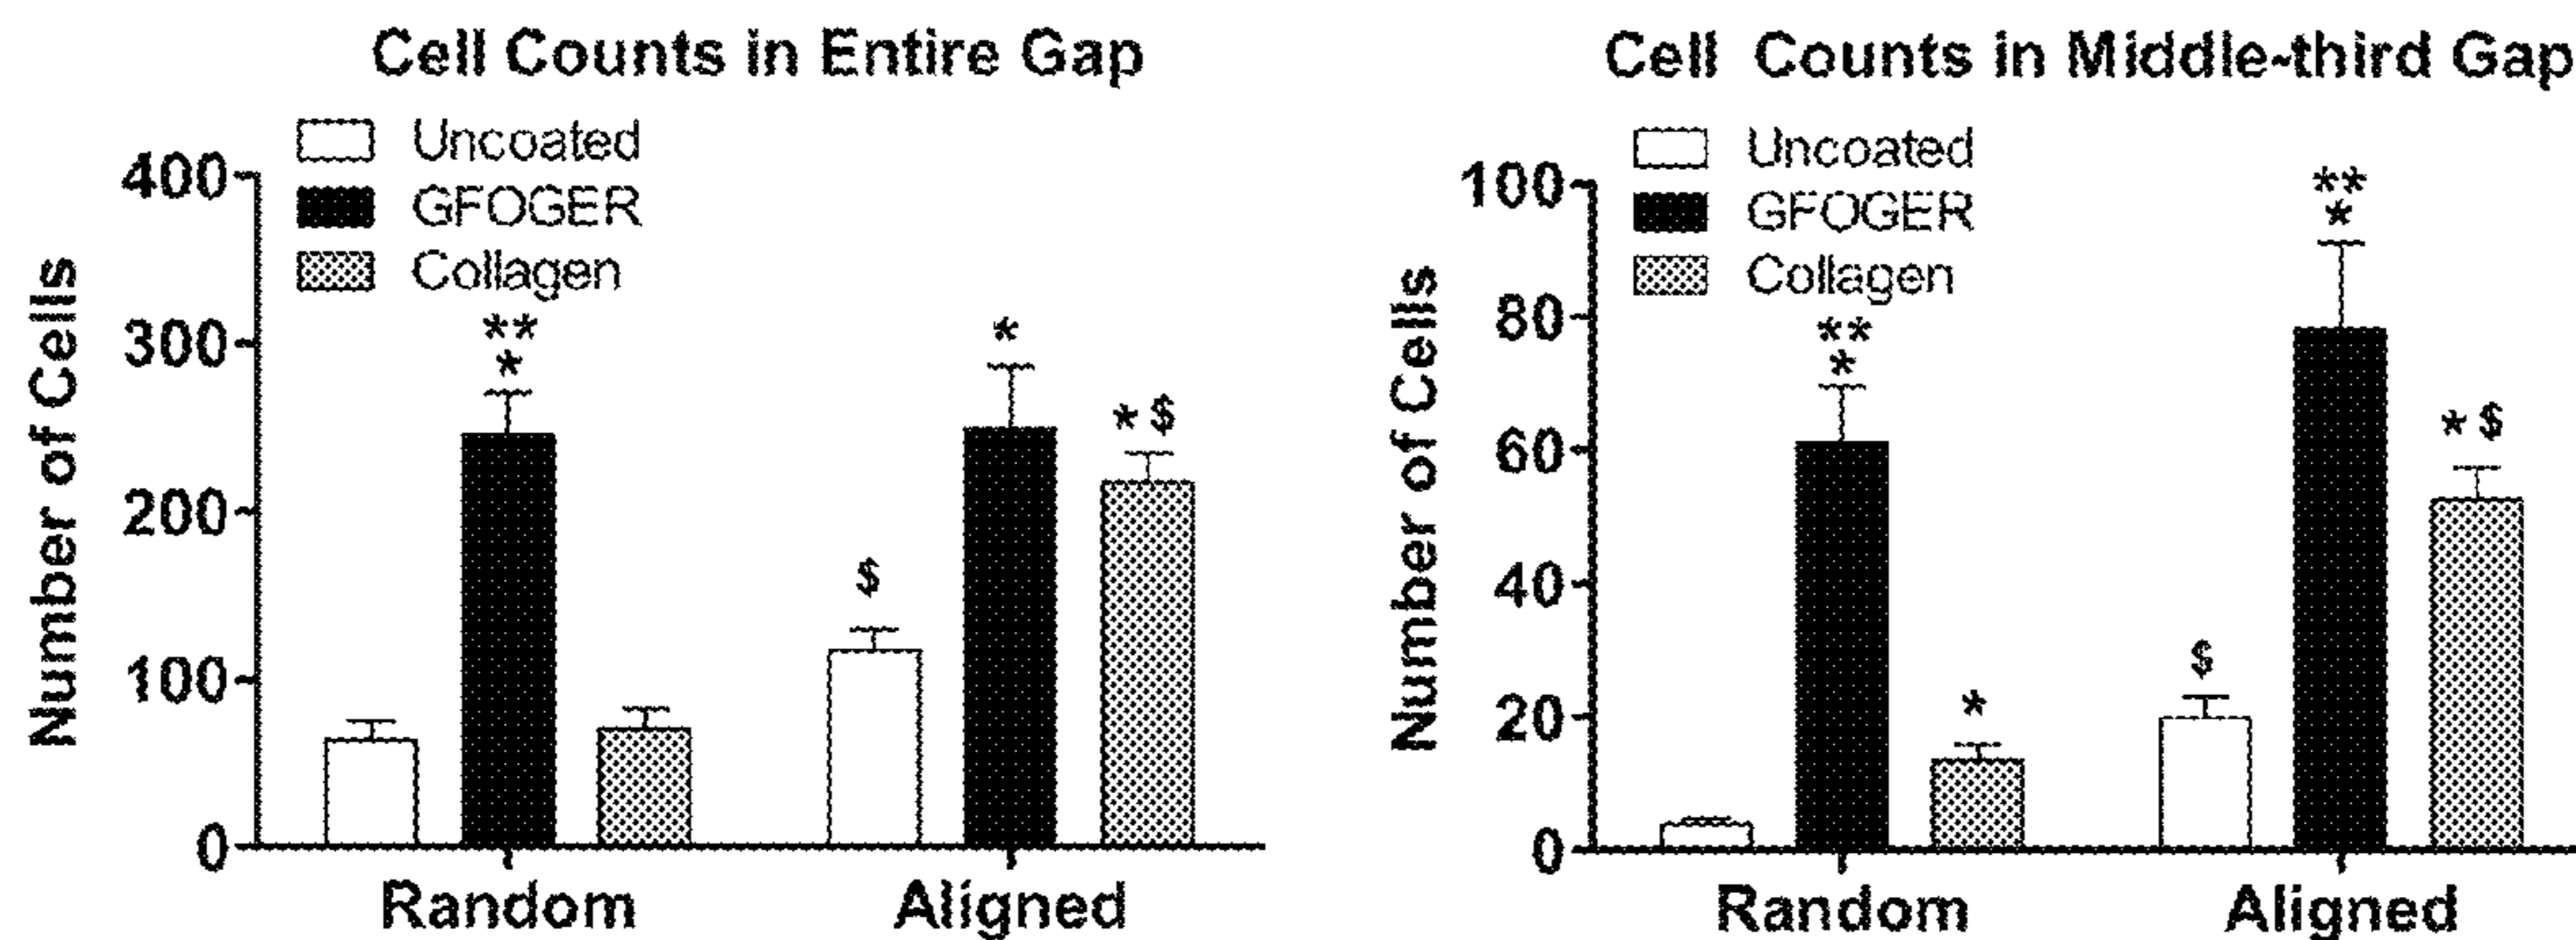 Cell Counts in Entire Gap
Uncoated
GFOGER
Collagen
Number of Cells
400
300
200
100
0
**
*
$
*
* $
Random
Aligned
Cell Counts in Middle-third Gap
Uncoated
GFOGER
Collagen
Number of Cells
100
80
60
40
20
0
**
*
*
$
**
*
* $
Random
Aligned